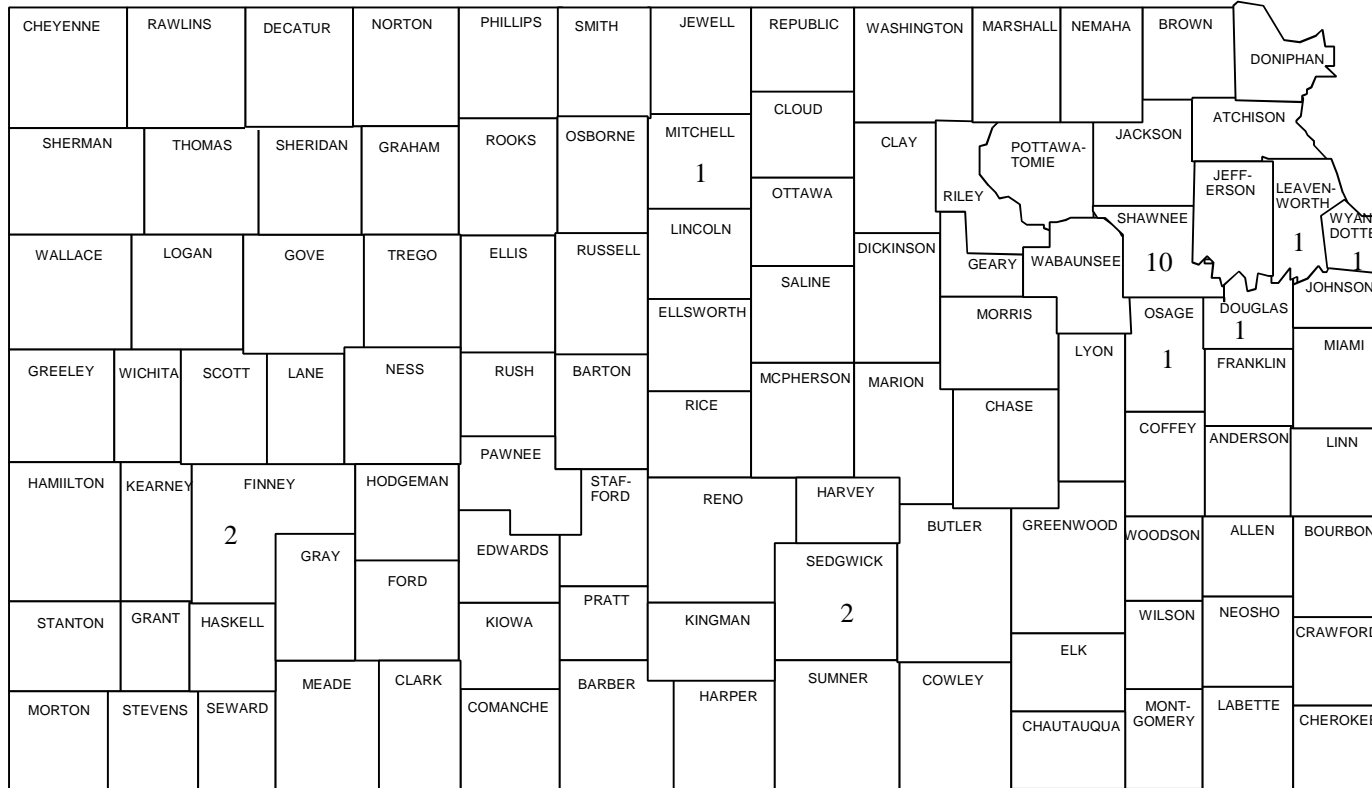 CHEYENNE
RAWLINS
DECATUR
NORTON
PHILLIPS
SMITH
JEWELL
REPUBLIC
WASHINGTON
MARSHALL
NEMAHA
BROWN
DONIPHAN
SHERMAN
THOMAS
SHERIDAN
GRAHAM
ROOKS
OSBORNE
MITCHELL
1
CLOUD
CLAY
RILEY
POTTAWA-
TOMIE
JACKSON
ATCHISON
JEFF-
ERSON
LEAVEN-
WORTH
1
WYAN
DOTTE
1
WALLACE
LOGAN
GOVE
TREGO
ELLIS
RUSSELL
LINCOLN
OTTAWA
SALINE
DICKINSON
GEARY
WABAUNSEE
SHAWNEE
10
DOUGLAS
1
JOHNSON
ELLSWORTH
MORRIS
OSAGE
1
LYON
FRANKLIN
MIAMI
GREELEY
WICHITA
SCOTT
LANE
NESS
RUSH
BARTON
RICE
MCPHERSON
MARION
CHASE
COFFEY
ANDERSON
LINN
HAMIILTON
KEARNEY
FINNEY
2
HODGEMAN
PAWNEE
STAF-
FORD
RENO
HARVEY
BUTLER
GREENWOOD
WOODSON
ALLEN
BOURBON
GRAY
FORD
EDWARDS
SEDGWICK
2
STANTON
GRANT
HASKELL
KIOWA
PRATT
KINGMAN
ELK
WILSON
NEOSHO
CRAWFORD
MORTON
STEVENS
SEWARD
MEADE
CLARK
COMANCHE
BARBER
HARPER
SUMNER
COWLEY
CHAUTAUQUA
MONT-
GOMERY
LABETTE
CHEROKEE